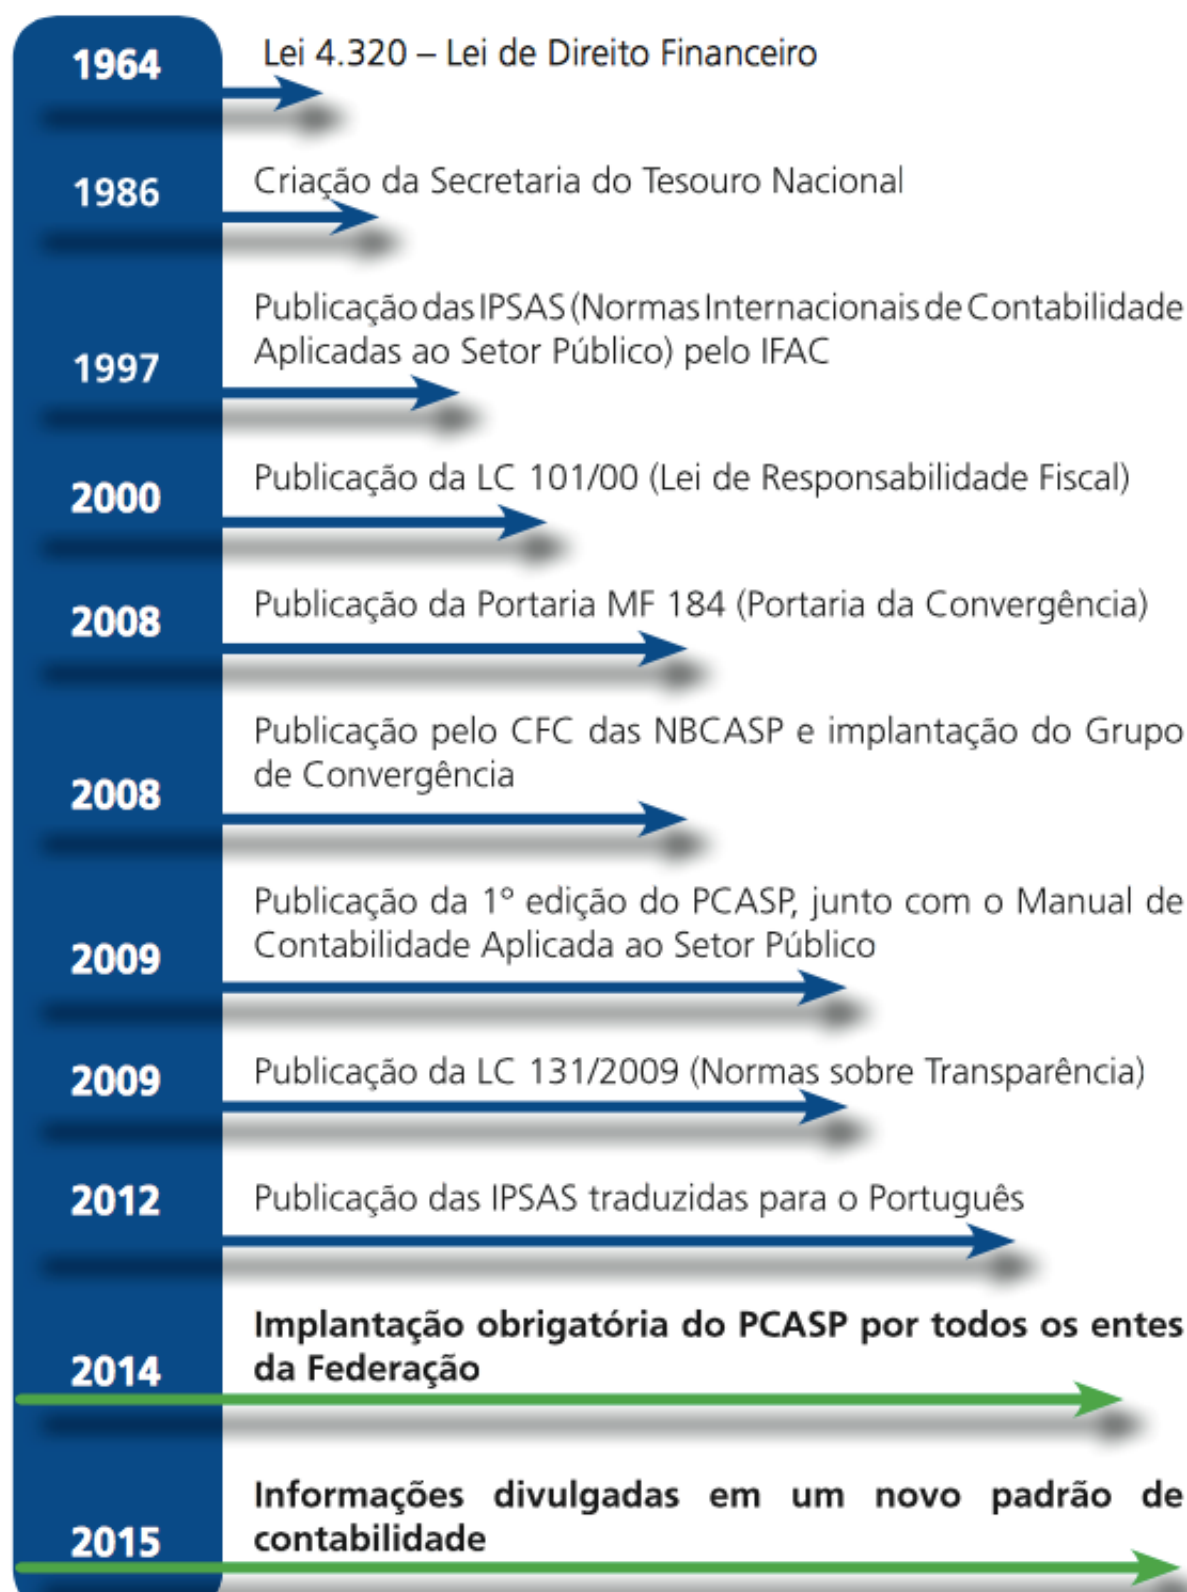 1964
Lei 4.320 – Lei de Direito Financeiro
1986
Criação da Secretaria do Tesouro Nacional
1997
Publicação das IPSAS (Normas Internacionais de Contabilidade
Aplicadas ao Setor Público) pelo IFAC
2000
Publicação da LC 101/00 (Lei de Responsabilidade Fiscal)
2008
Publicação da Portaria MF 184 (Portaria da Convergência)
2008
Publicação pelo CFC das NBCASP e implantação do Grupo
de Convergência
2009
Publicação da 1º edição do PCASP, junto com o Manual de
Contabilidade Aplicada ao Setor Público
2009
Publicação da LC 131/2009 (Normas sobre Transparência)
2012
Publicação das IPSAS traduzidas para o Português
2014
Implantação obrigatória do PCASP por todos os entes
da Federação
2015
Informações divulgadas em um novo padrão de
contabilidade